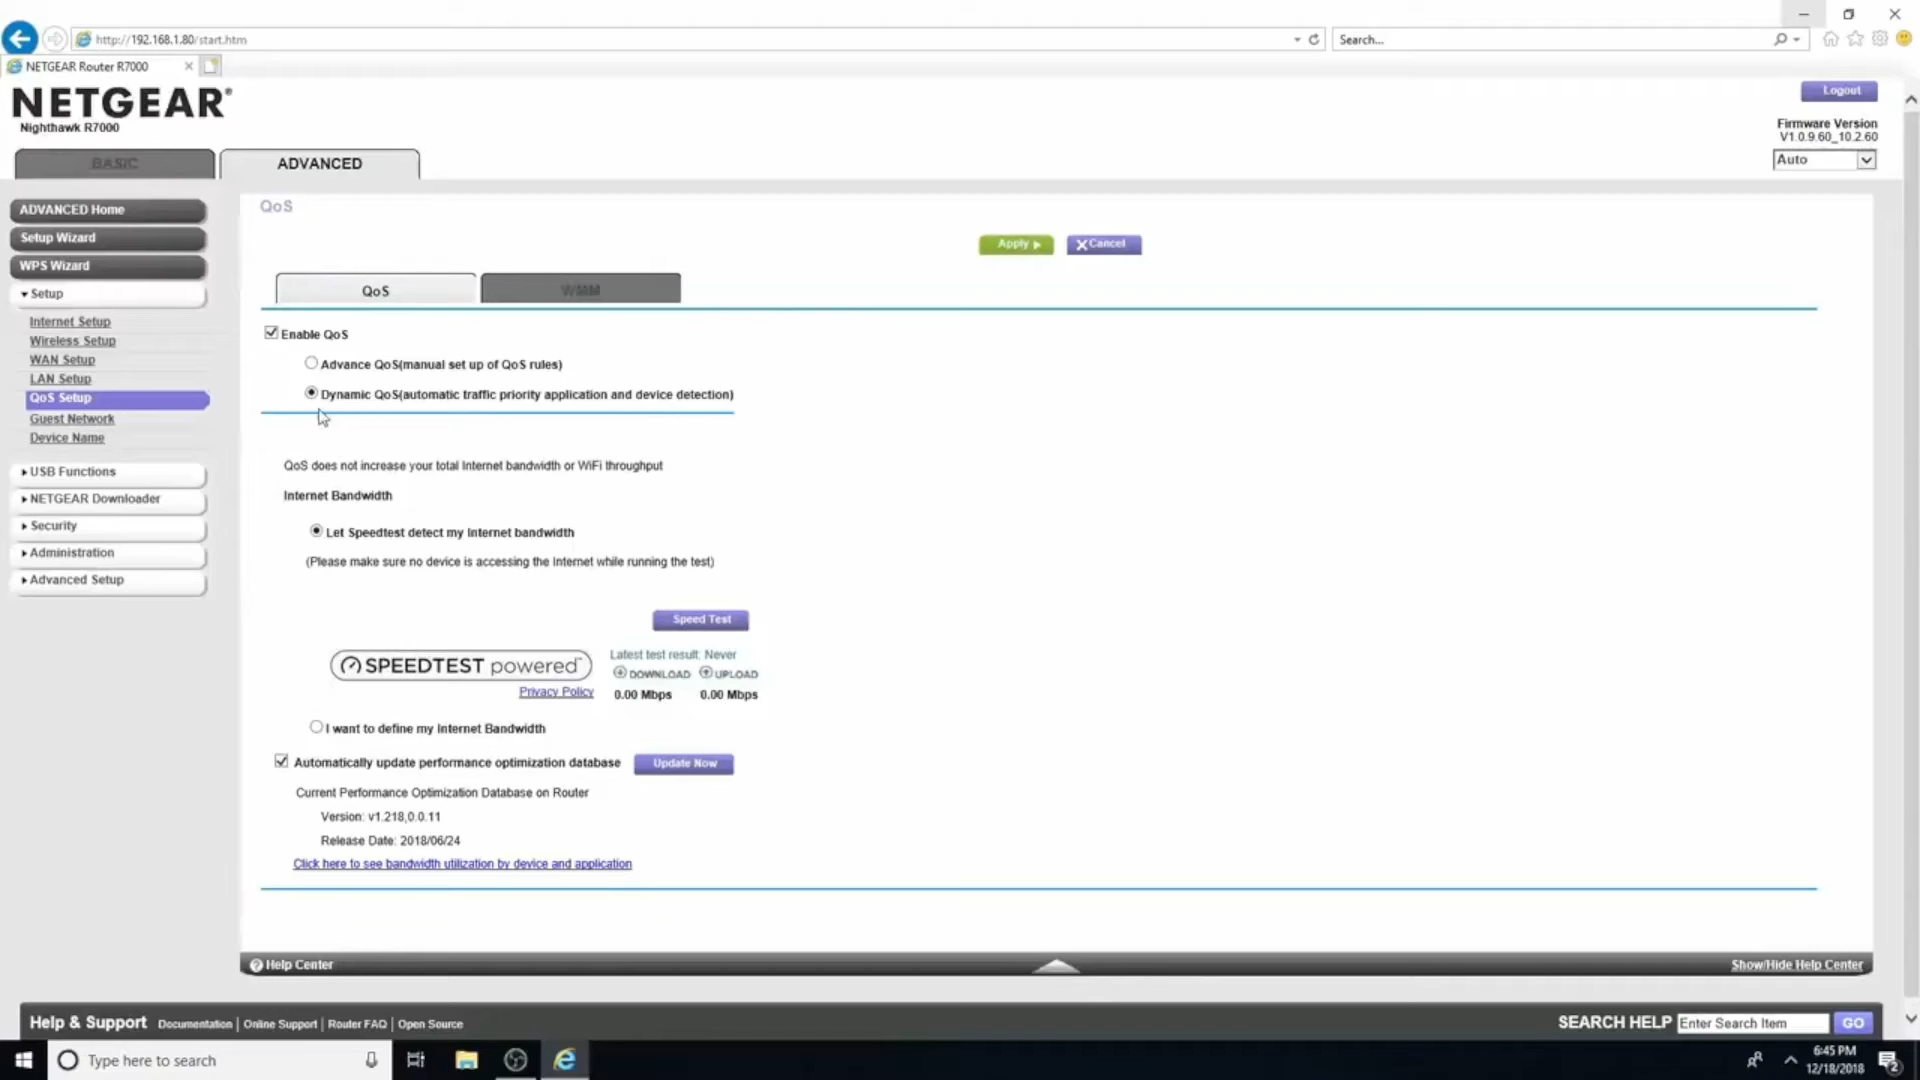 http://192.168.1.80/start.htm
Search...
NETGEAR Router R7000
NETGEAR®
Nighthawk R7000
Logout
Firmware Version
V1.0.9.60_10.2.60
Auto
BASIC
ADVANCED
ADVANCED Home
Setup Wizard
WPS Wizard
Setup
Internet Setup
Wireless Setup
WAN Setup
LAN Setup
QoS Setup
Guest Network
Device Name
USB Functions
NETGEAR Downloader
Security
Administration
Advanced Setup
QoS
Apply
Cancel
QoS
WMM
Enable QoS
Advance QoS(manual set up of QoS rules)
Dynamic QoS(automatic traffic priority application and device detection)
QoS does not increase your total Internet bandwidth or WiFi throughput
Internet Bandwidth
Let Speedtest detect my Internet bandwidth
(Please make sure no device is accessing the Internet while running the test)
Speed Test
SPEEDTEST powered™
Privacy Policy
Latest test result: Never
DOWNLOAD UPLOAD
0.00 Mbps 0.00 Mbps
I want to define my Internet Bandwidth
Automatically update performance optimization database
Update Now
Current Performance Optimization Database on Router
Version: v1.218,0.0.11
Release Date: 2018/06/24
Click here to see bandwidth utilization by device and application
Help Center
Show/Hide Help Center
Help & Support Documentation | Online Support | Router FAQ | Open Source
SEARCH HELP Enter Search Item GO
Type here to search
6:45 PM
12/18/2018
2